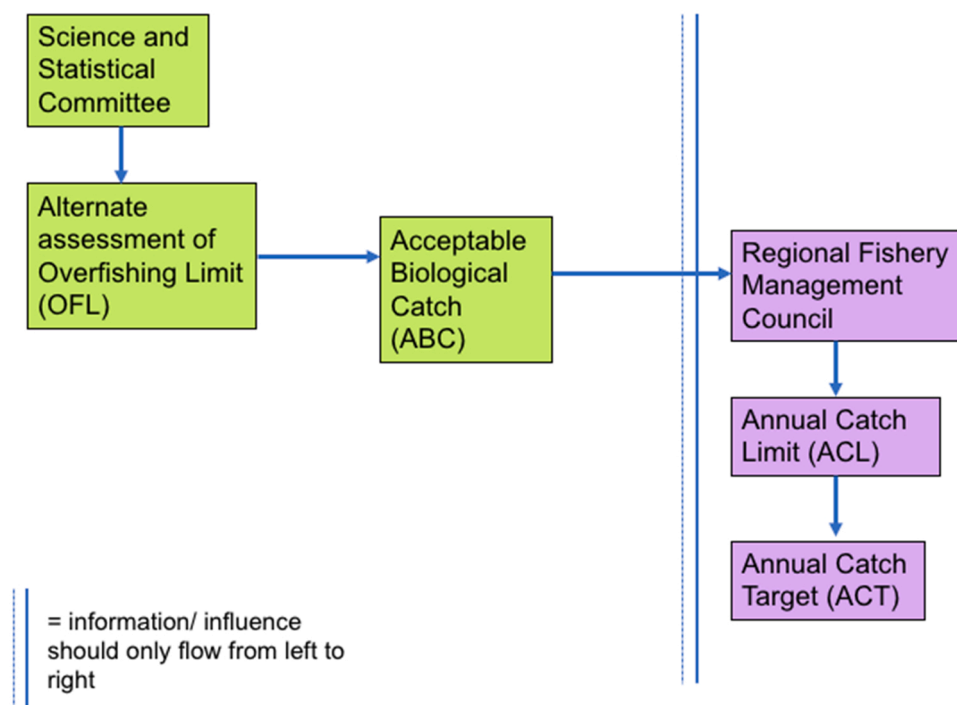 Science and
Statistical
Committee
Alternate
assessment of
Overfishing Limit
(OFL)
Acceptable
Biological
Catch
(ABC)
Regional Fishery
Management
Council
Annual Catch
Limit (ACL)
Annual Catch
Target (ACT)
= information/ influence
should only flow from left to
right